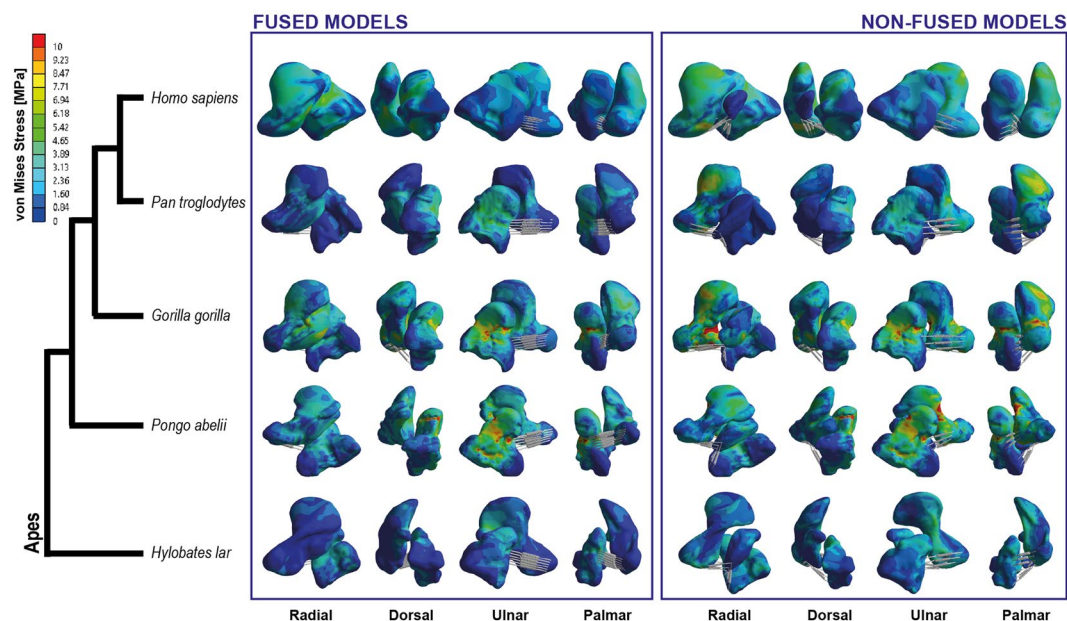 FUSED MODELS
NON-FUSED MODELS
von Mises Stress [MPa]
10
9.23
8.47
7.71
6.94
6.18
5.42
4.65
3.89
3.13
2.36
1.60
0.94
0
Homo sapiens
Pan troglodytes
Gorilla gorilla
Pongo abelii
Hylobates lar
Apes
Radial Dorsal Ulnar Palmar Radial Dorsal Ulnar Palmar